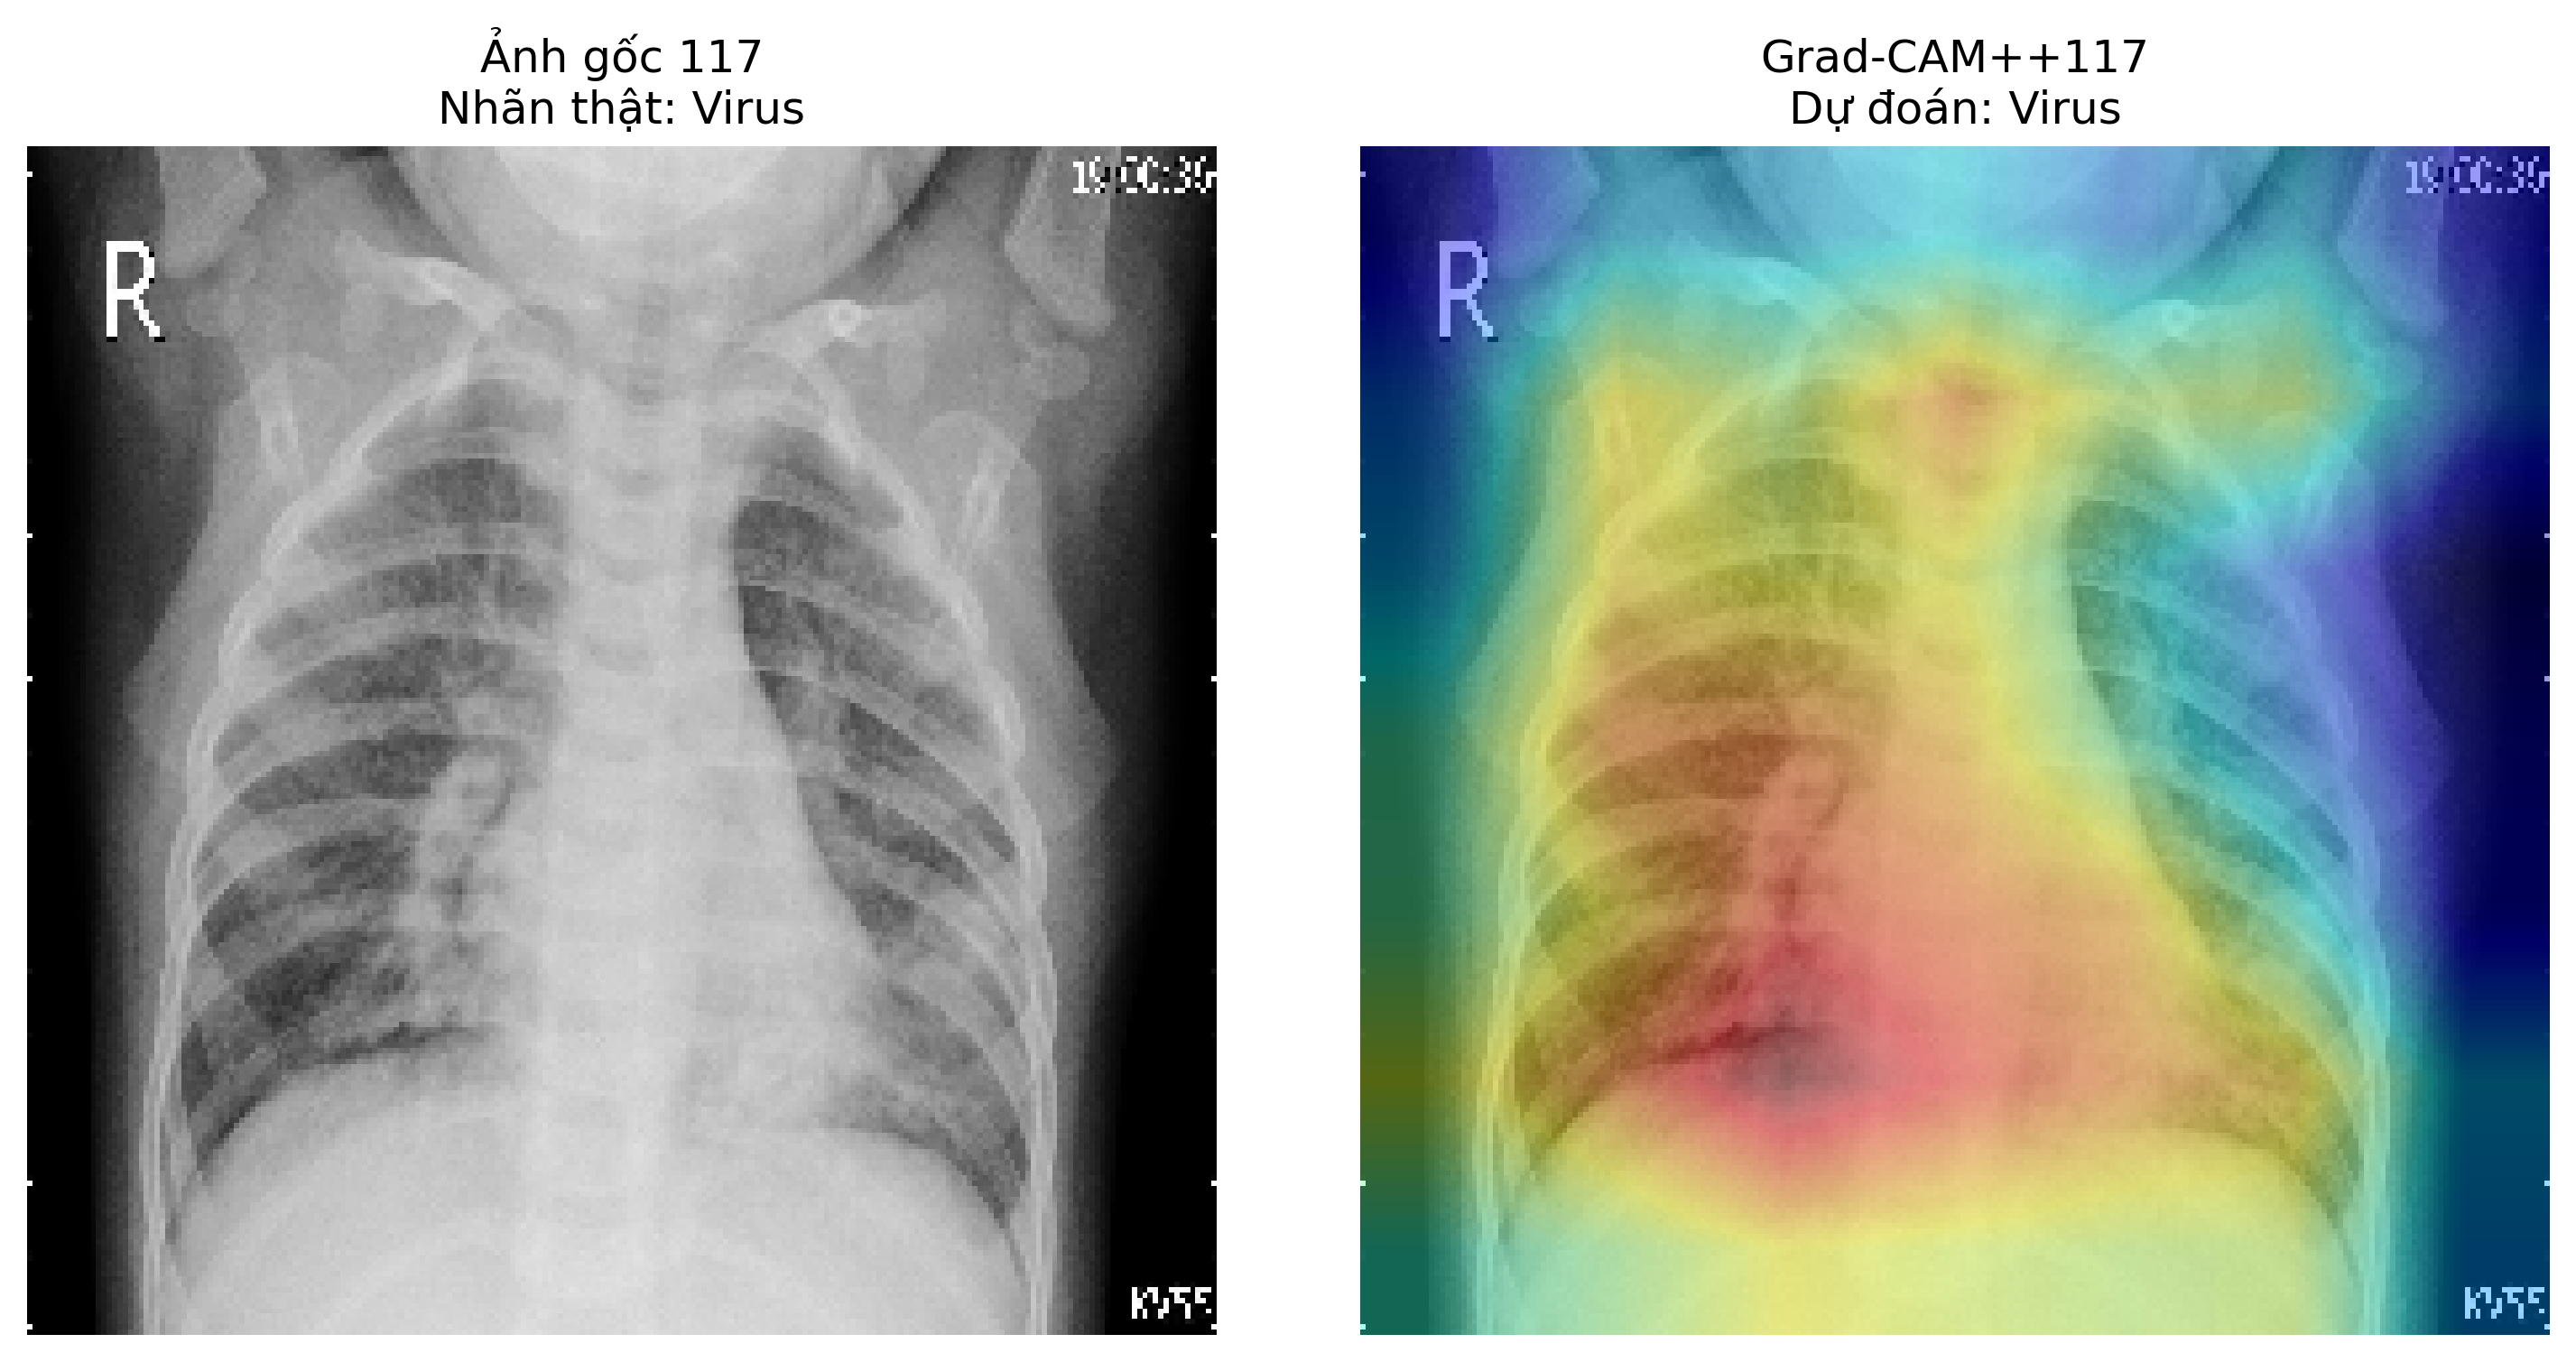 Ảnh gốc 117
Nhãn thật: Virus
R
Grad-CAM++117
Dự đoán: Virus
R